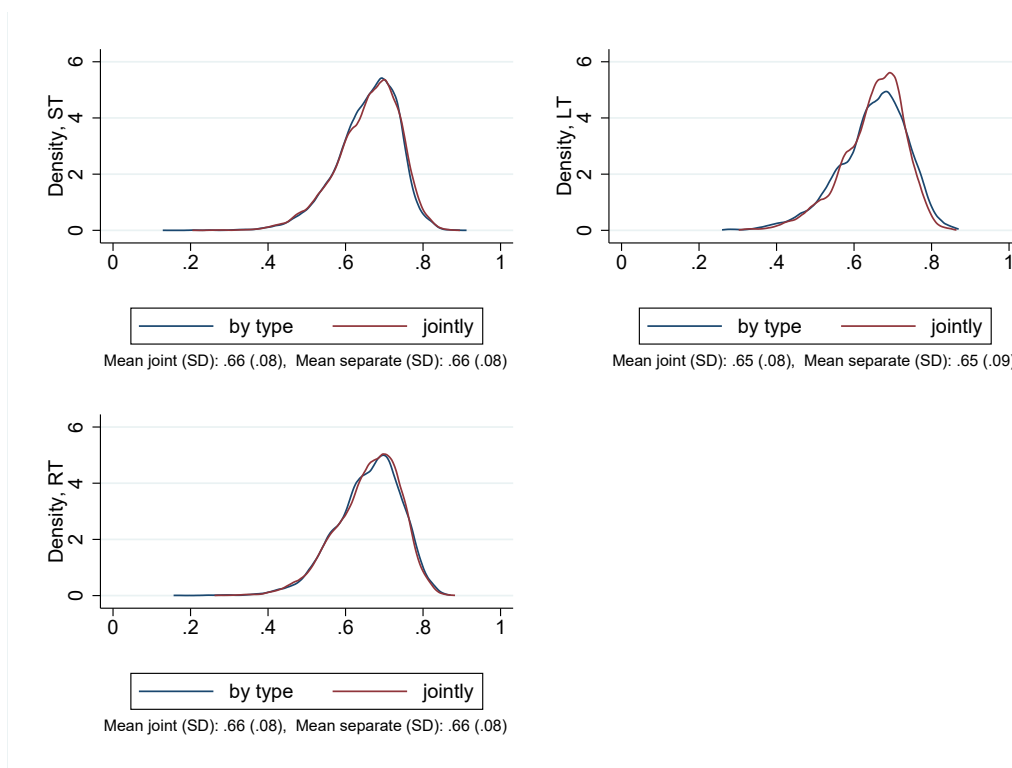 Density, ST
6
4
2
0
0 .2 .4 .6 .8 1
by type jointly
Mean joint (SD): .66 (.08), Mean separate (SD): .66 (.08)
Density, LT
6
4
2
0
0 .2 .4 .6 .8 1
by type jointly
Mean joint (SD): .65 (.08), Mean separate (SD): .65 (.09)
Density, RT
6
4
2
0
0 .2 .4 .6 .8 1
by type jointly
Mean joint (SD): .66 (.08), Mean separate (SD): .66 (.08)